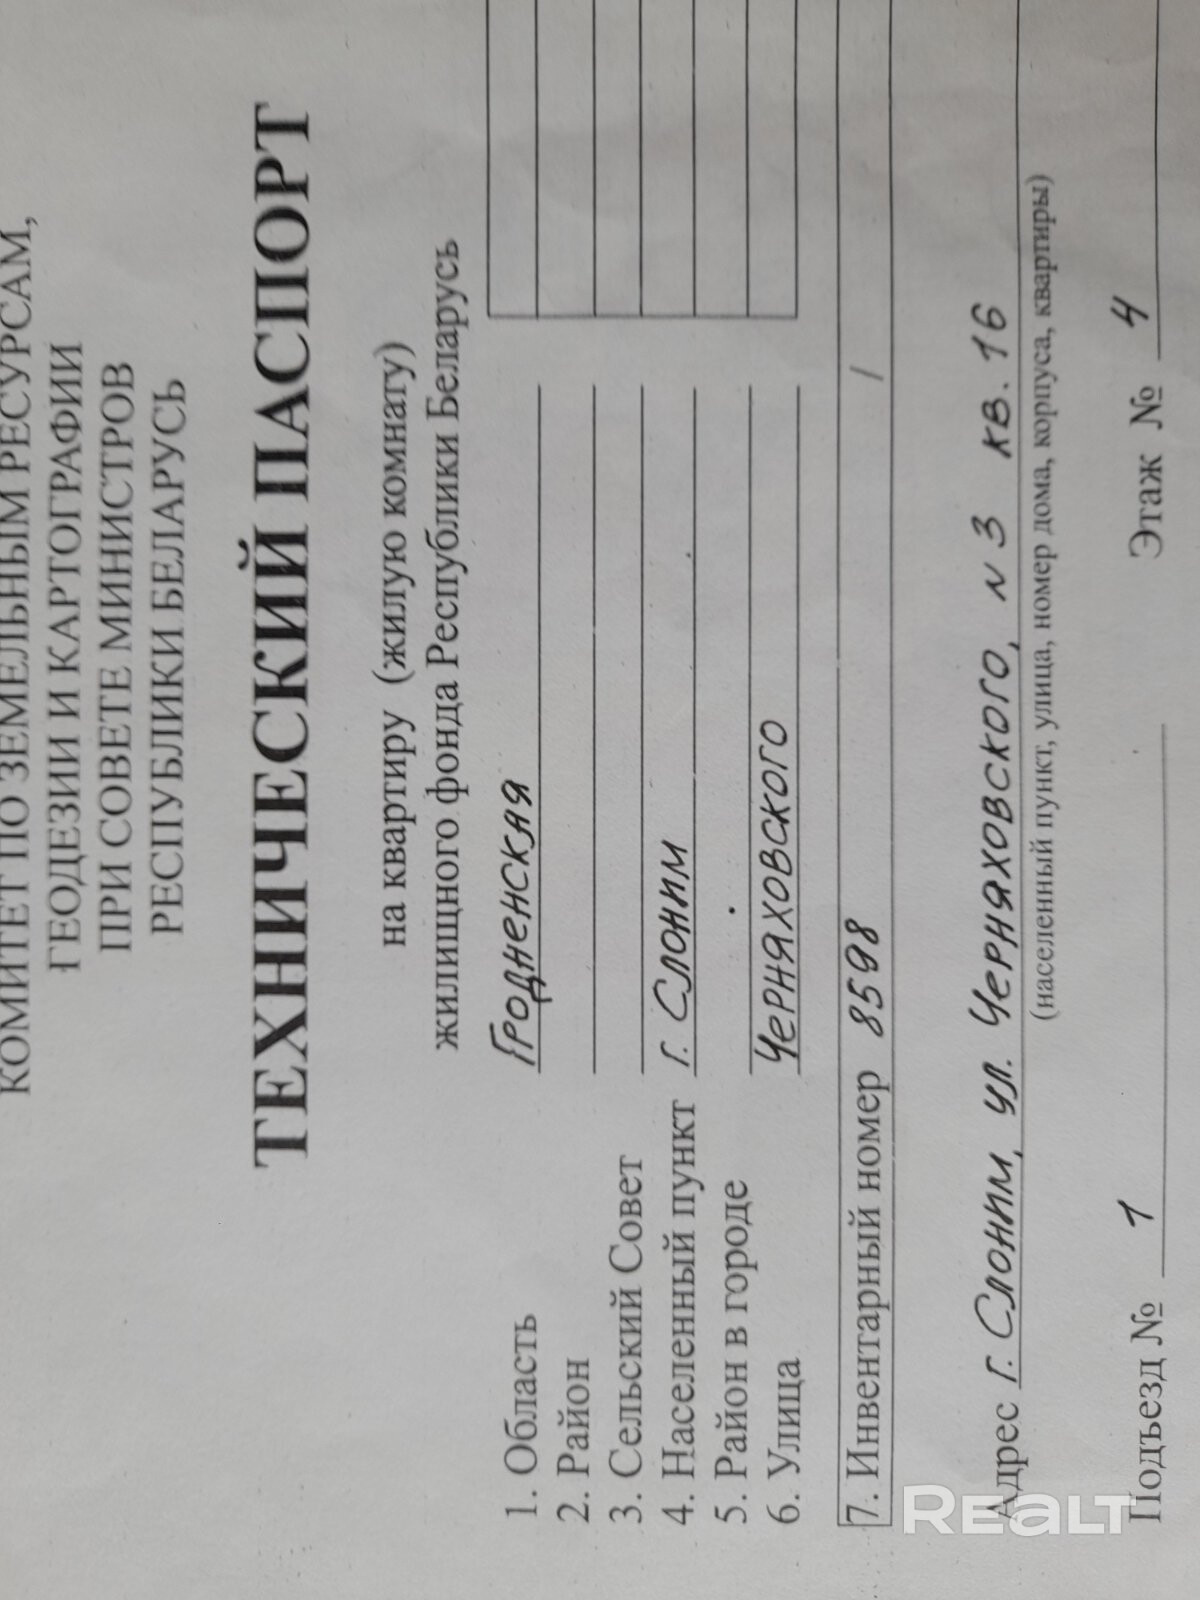 КОМИТЕТ ПО ЗЕМЕЛЬНЫМ РЕСУРСАМ,
ГЕОДЕЗИИ И КАРТОГРАФИИ
ПРИ СОВЕТЕ МИНИСТРОВ
РЕСПУБЛИКИ БЕЛАРУСЬ
ТЕХНИЧЕСКИЙ ПАСПОРТ
на квартиру (жилую комнату)
жилищного фонда Республики Беларусь
1. Область Гродненская
2. Район
3. Сельский Совет
4. Населенный пункт г. Слоним
5. Район в городе
6. Улица Черняховского
7. Инвентарный номер 8598 /
Адрес г. Слоним, ул. Черняховского, N 3 кв. 16
(населенный пункт, улица, номер дома, корпуса, квартиры)
Подъезд № 1 Этаж № 4
REALT